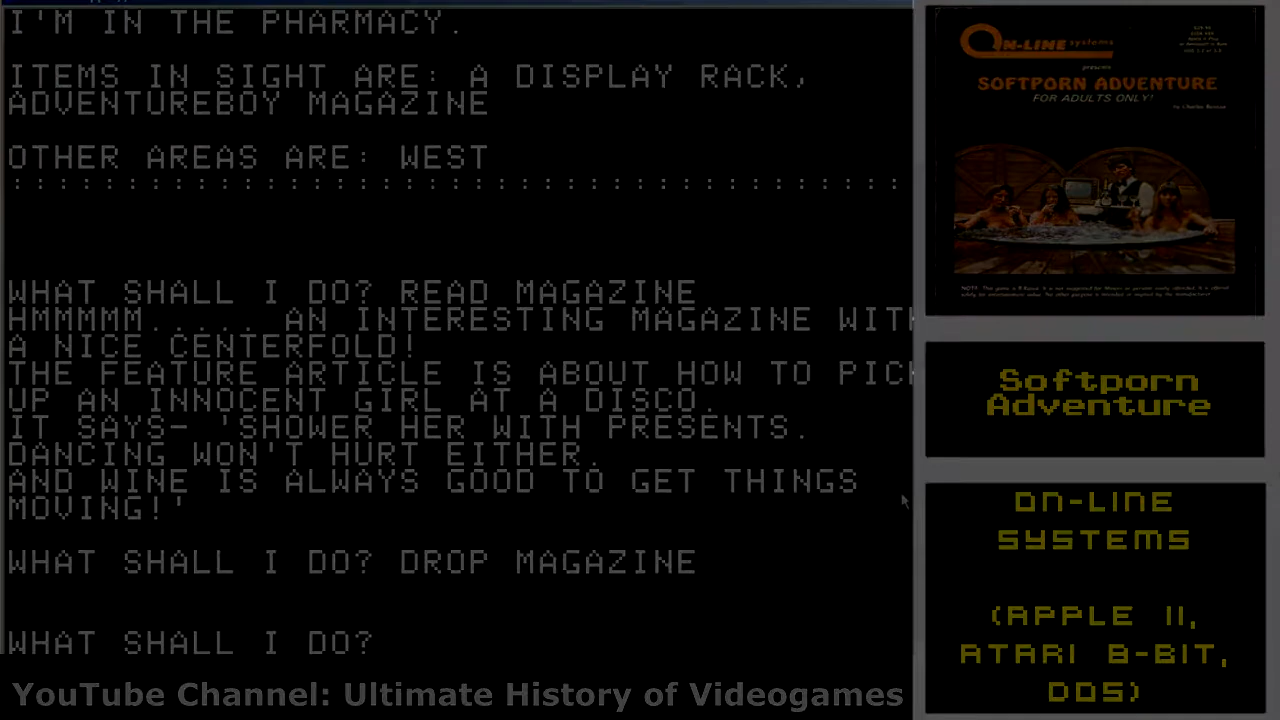 I'M IN THE PHARMACY.
ITEMS IN SIGHT ARE: A DISPLAY RACK,
ADVENTUREBOY MAGAZINE
OTHER AREAS ARE: WEST
::::::::::::::::::::::::::::::::::::::::
WHAT SHALL I DO? READ MAGAZINE
HMMMMM..... AN INTERESTING MAGAZINE WITH
A NICE CENTERFOLD!
THE FEATURE ARTICLE IS ABOUT HOW TO PICK
UP AN INNOCENT GIRL AT A DISCO.
IT SAYS- 'SHOWER HER WITH PRESENTS.
DANCING WON'T HURT EITHER.
AND WINE IS ALWAYS GOOD TO GET THINGS
MOVING!'
WHAT SHALL I DO? DROP MAGAZINE
WHAT SHALL I DO?
YouTube Channel: Ultimate History of Videogames
ON-LINE systems
presents
SOFTPORN ADVENTURE
FOR ADULTS ONLY!
by Charles Benton
Softporn
Adventure
ON-LINE
SYSTEMS
(APPLE II,
ATARI 8-BIT,
DOS)